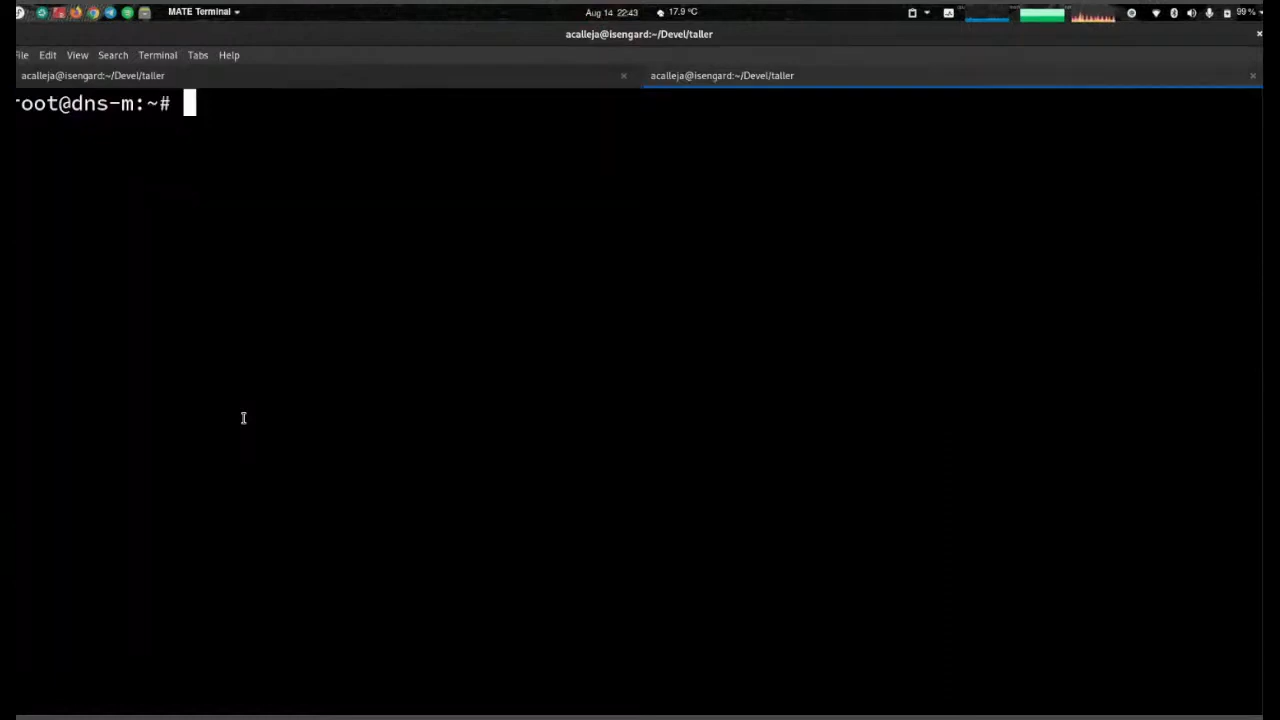 MATE Terminal Aug 14 22:43 17.9 °C 99 %
acalleja@isengard:~/Devel/taller
File Edit View Search Terminal Tabs Help
acalleja@isengard:~/Devel/taller acalleja@isengard:~/Devel/taller
root@dns-m:~#